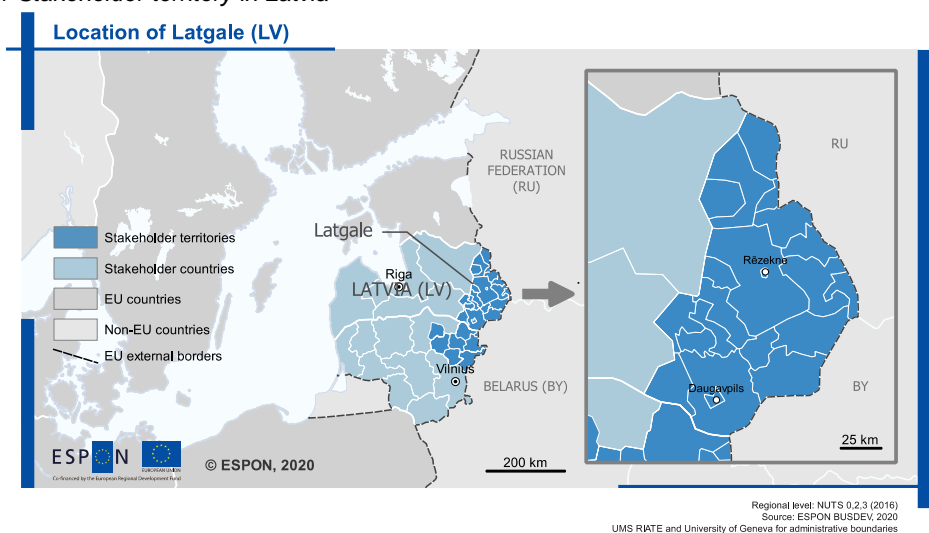 Stakeholder territory in Latvia
Location of Latgale (LV)
RUSSIAN
FEDERATION
(RU)
RU
Latgale
Stakeholder territories
Stakeholder countries
EU countries
Non-EU countries
EU external borders
Riga
LATVIA (LV)
Rēzekne
Vilnius
BELARUS (BY)
Daugavpils
BY
25 km
200 km
ESPON
EUROPEAN UNION
Co-financed by the European Regional Development Fund
© ESPON, 2020
Regional level: NUTS 0,2,3 (2016)
Source: ESPON BUSDEV, 2020
UMS RIATE and University of Geneva for administrative boundaries